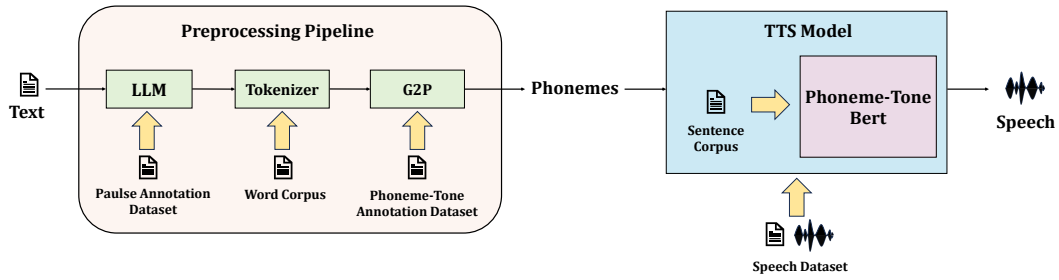 Preprocessing Pipeline
Text
LLM
Tokenizer
G2P
Paulse Annotation
Dataset
Word Corpus
Phoneme-Tone
Annotation Dataset
Phonemes
TTS Model
Sentence
Corpus
Phoneme-Tone
Bert
Speech
Speech Dataset